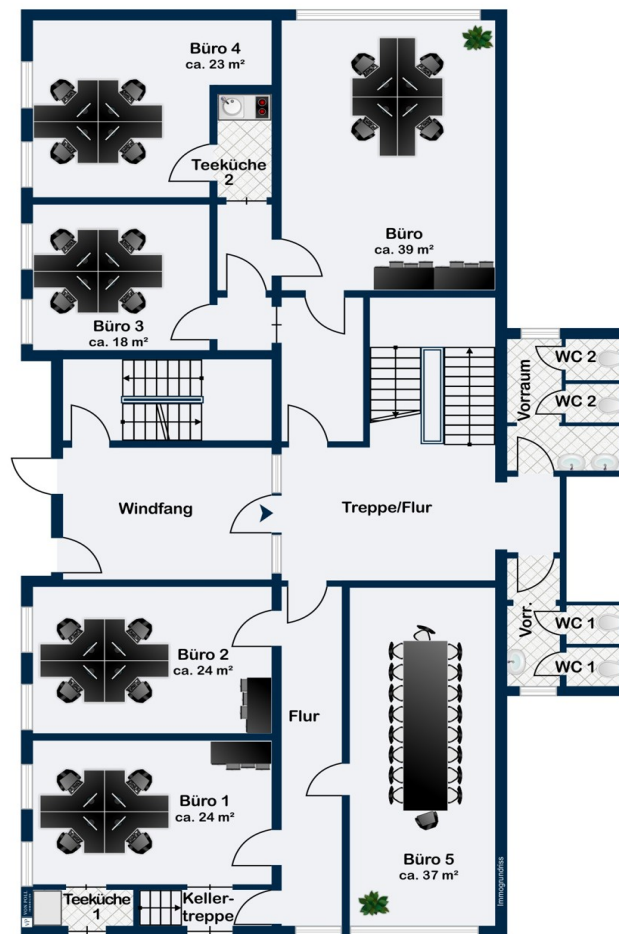 Büro 4
ca. 23 m²
Teeküche
2
Büro
ca. 39 m²
Büro 3
ca. 18 m²
Vorraum
WC 2
WC 2
Windfang
Treppe/Flur
Büro 2
ca. 24 m²
Vorr.
WC 1
WC 1
Flur
Büro 1
ca. 24 m²
Büro 5
ca. 37 m²
Teeküche
1
Keller-
treppe
Immogrundriss